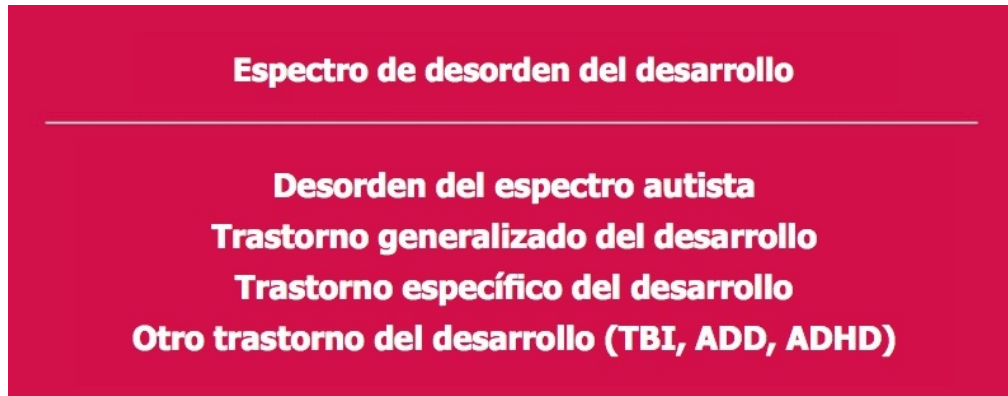 Espectro de desorden del desarrollo
Desorden del espectro autista
Trastorno generalizado del desarrollo
Trastorno específico del desarrollo
Otro trastorno del desarrollo (TBI, ADD, ADHD)